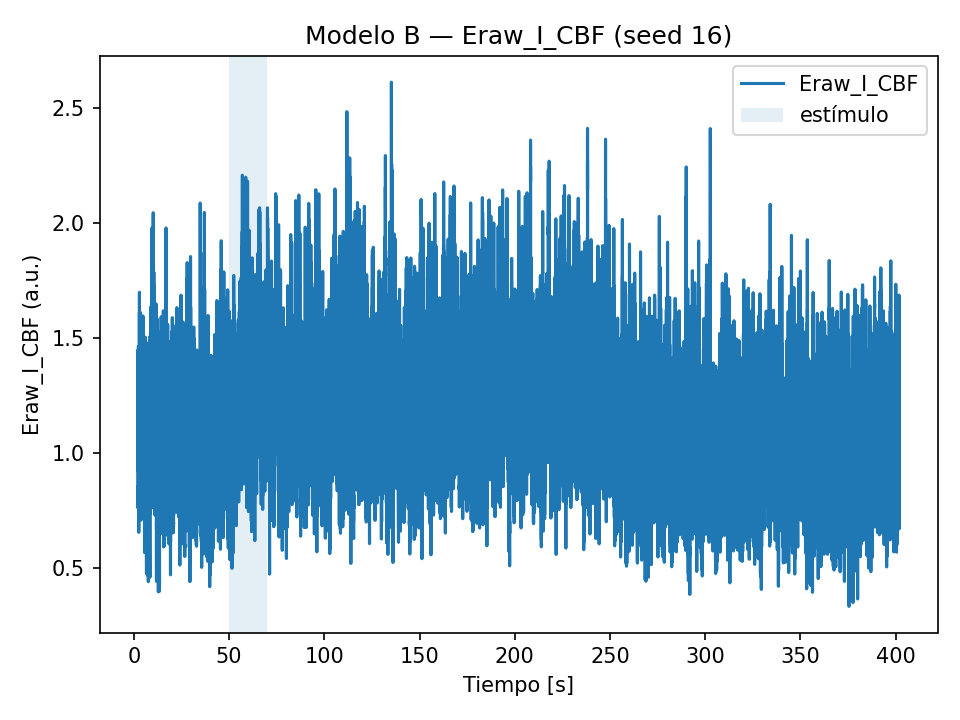 Modelo B — Eraw_I_CBF (seed 16)
Eraw_I_CBF
estímulo
2.5
2.0
1.5
1.0
0.5
Eraw_I_CBF (a.u.)
0 50 100 150 200 250 300 350 400
Tiempo [s]